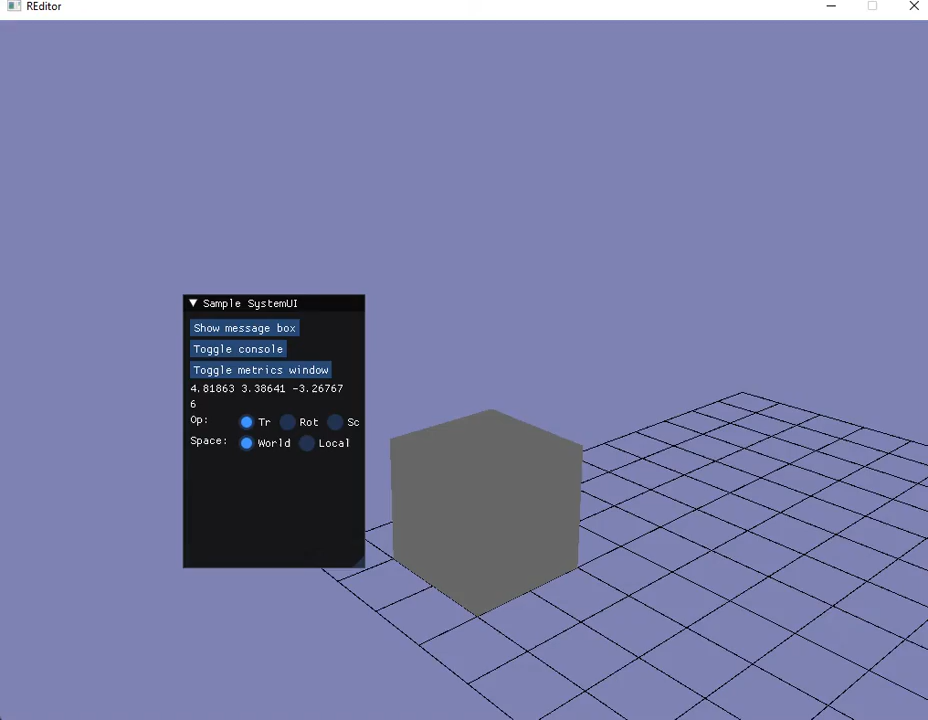 REditor
Sample SystemUI
Show message box
Toggle console
Toggle metrics window
4.81863 3.38641 -3.26767
6
Op: Tr Rot Sc
Space: World Local